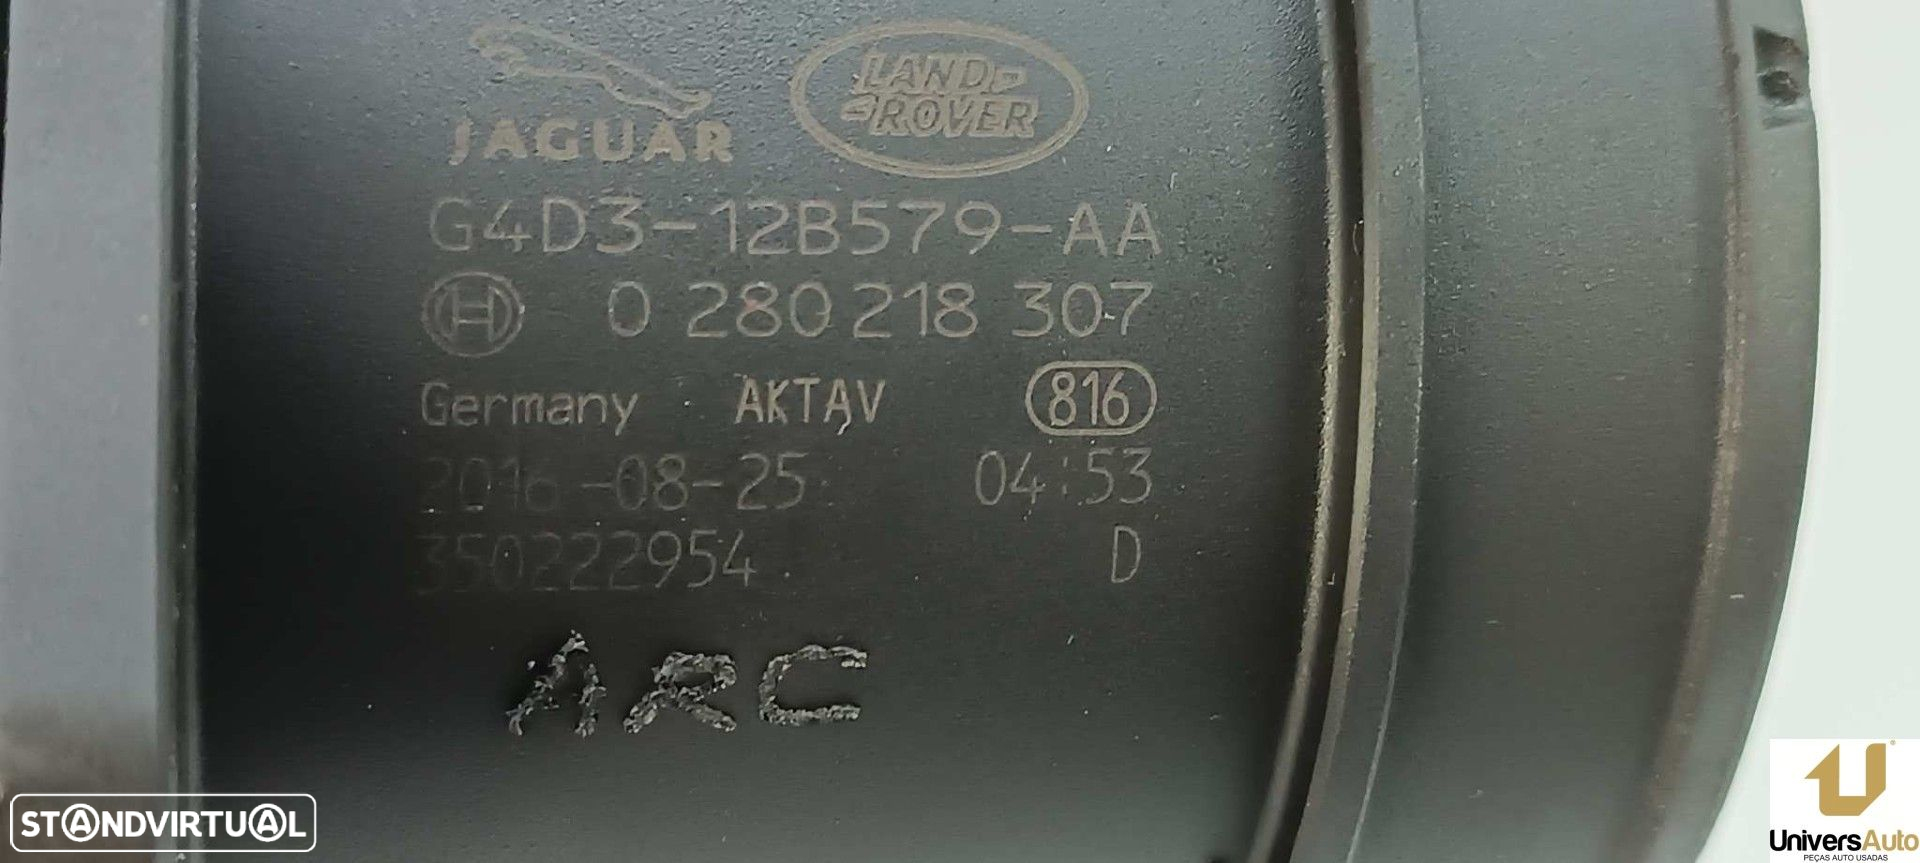 JAGUAR
LAND
ROVER
G4D3-12B579-AA
H 0 280 218 307
Germany AKTAV 816
2016-08-25 04:53
350222954 D
ARC
STANDVIRTUAL
UniversAuto
PEÇAS AUTO USADAS